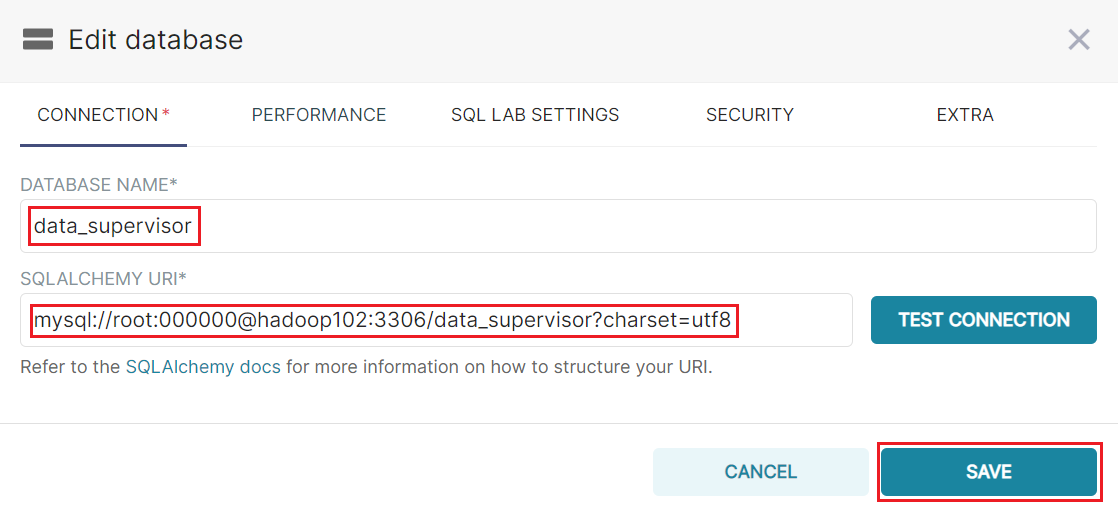 Edit database
CONNECTION * PERFORMANCE SQL LAB SETTINGS SECURITY EXTRA
DATABASE NAME*
data_supervisor
SQLALCHEMY URI*
mysql://root:000000@hadoop102:3306/data_supervisor?charset=utf8
TEST CONNECTION
Refer to the SQLAlchemy docs for more information on how to structure your URI.
CANCEL SAVE